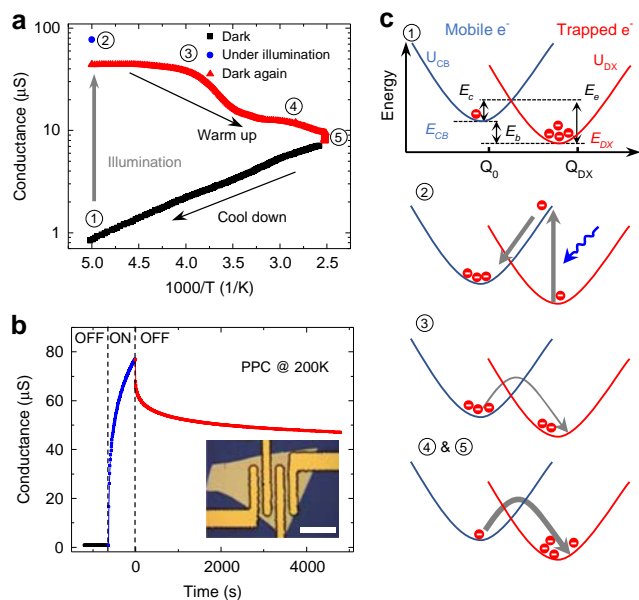 a
Conductance (μS)
100
10
1
② ■ Dark
● Under illumination
▲ Dark again
③
④
⑤
Warm up
Illumination
①
Cool down
5.0 4.5 4.0 3.5 3.0 2.5
1000/T (1/K)
b
Conductance (μS)
80
60
40
20
0
OFF ON OFF
PPC @ 200K
0 2000 4000
Time (s)
c
Mobile e⁻ Trapped e⁻
①
Energy
U_CB U_DX
E_c E_e
E_CB E_b E_DX
Q_0 Q_DX
②
③
④ & ⑤